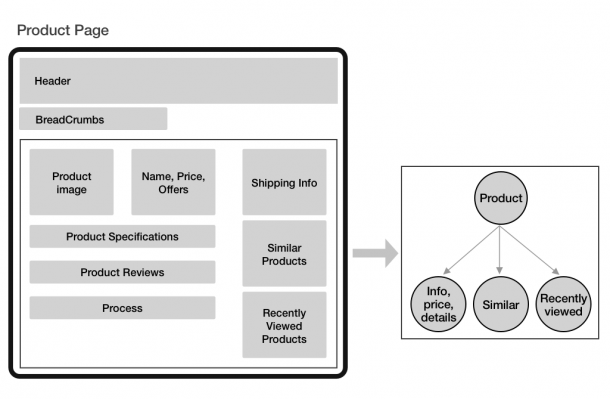 Product Page
Header
BreadCrumbs
Product
image
Name, Price,
Offers
Shipping Info
Product Specifications
Similar
Products
Product Reviews
Process
Recently
Viewed
Products
Product
Info,
price,
details
Similar
Recently
viewed